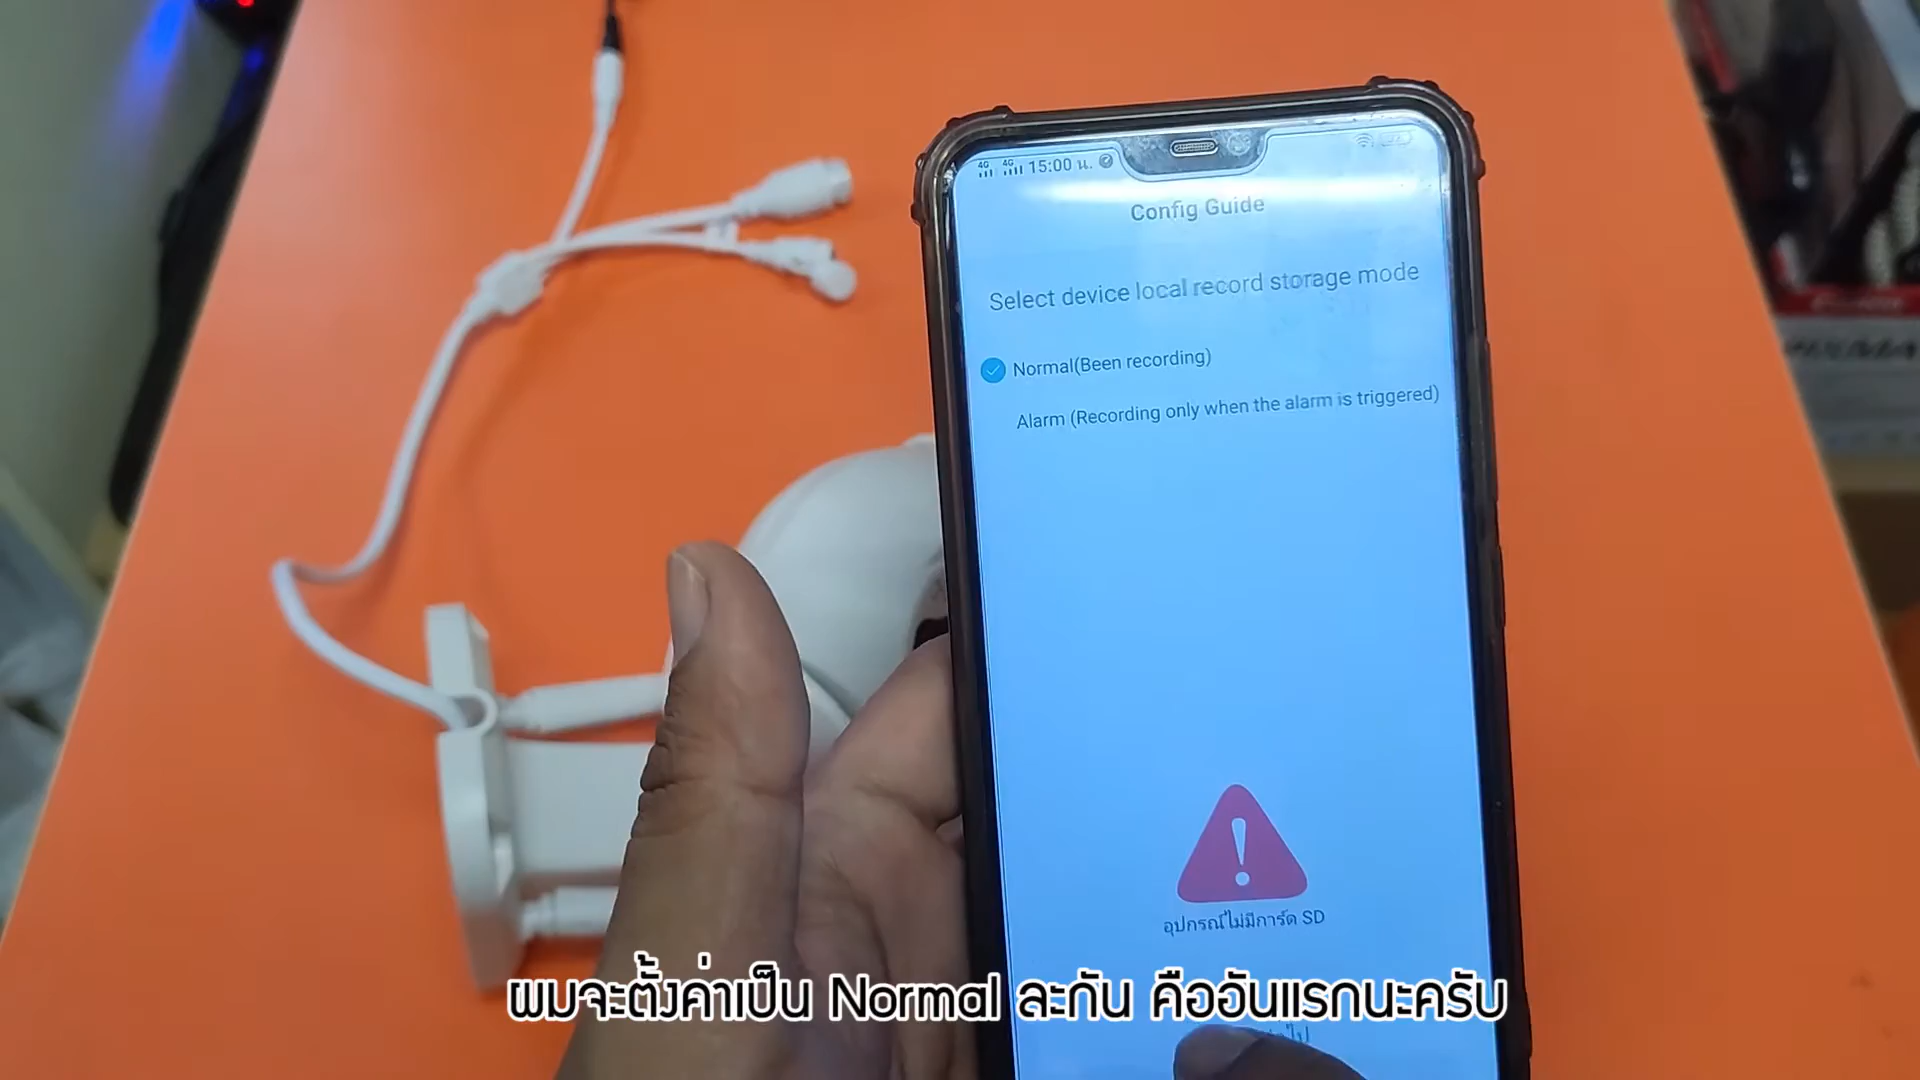 4G 4G 15:00 น.
Config Guide
Select device local record storage mode
Normal(Been recording)
Alarm (Recording only when the alarm is triggered)
อุปกรณ์ไม่มีการ์ด SD
ผมจะตั้งค่าเป็น Normal ละกัน คืออันแรกนะครับ